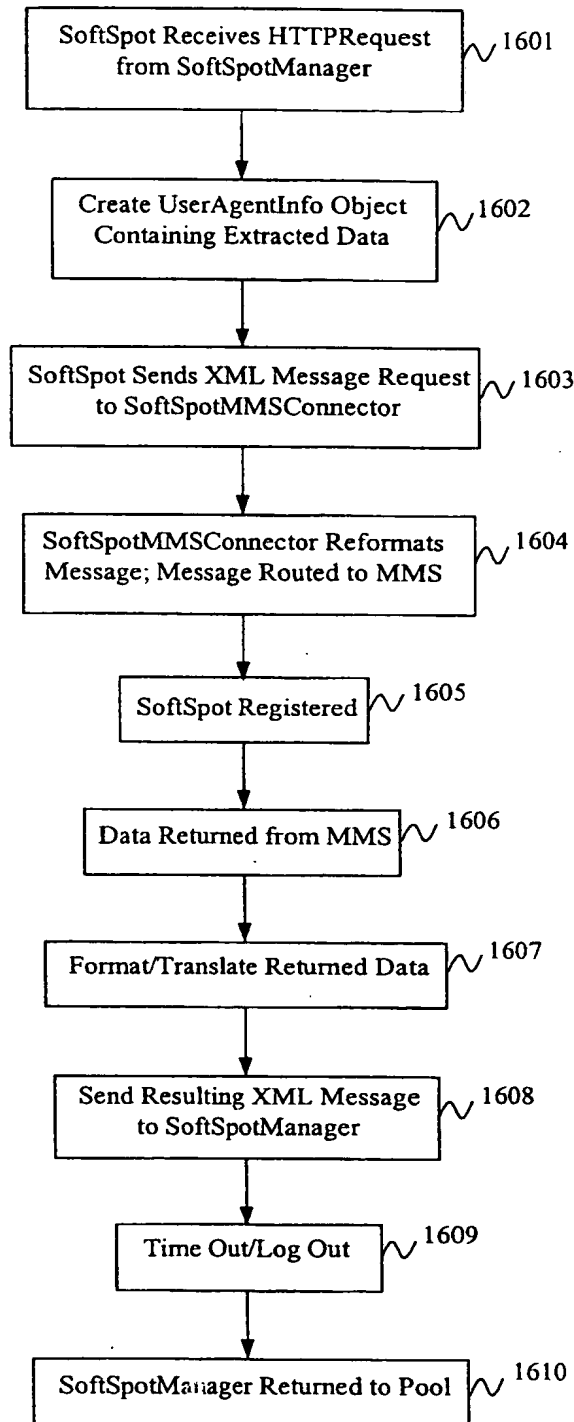 SoftSpot Receives HTTPRequest
from SoftSpotManager
1601
Create UserAgentInfo Object
Containing Extracted Data
1602
SoftSpot Sends XML Message Request
to SoftSpotMMSConnector
1603
SoftSpotMMSConnector Reformats
Message; Message Routed to MMS
1604
SoftSpot Registered
1605
Data Returned from MMS
1606
Format/Translate Returned Data
1607
Send Resulting XML Message
to SoftSpotManager
1608
Time Out/Log Out
1609
SoftSpotManager Returned to Pool
1610